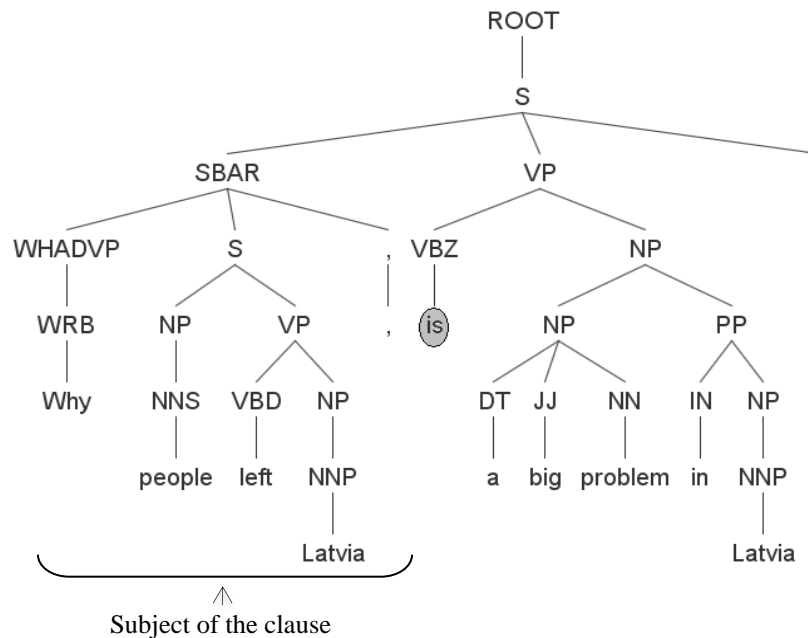 ROOT
S
SBAR VP
WHADVP S , VBZ NP
WRB NP VP , is NP PP
Why NNS VBD NP DT JJ NN IN NP
people left NNP a big problem in NNP
Latvia Latvia
Subject of the clause